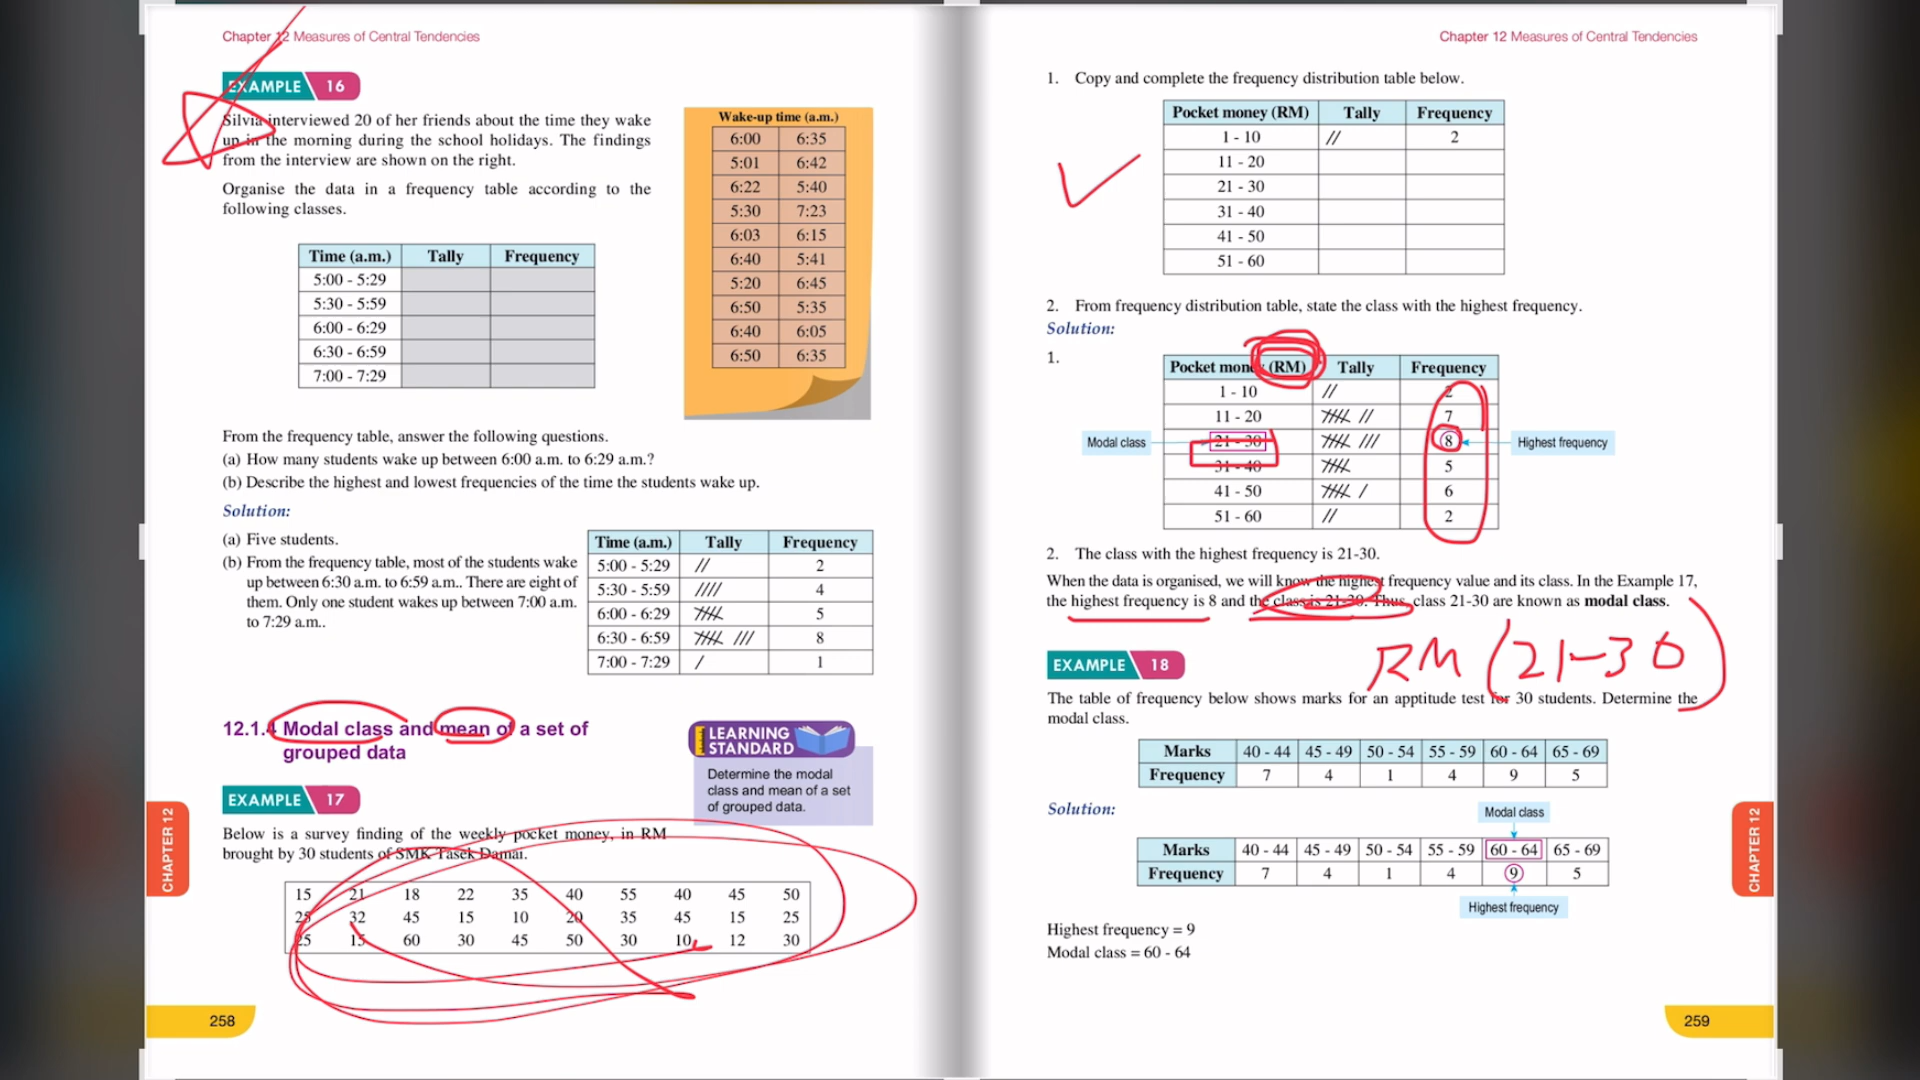 Chapter 12 Measures of Central Tendencies
EXAMPLE 16
Silvia interviewed 20 of her friends about the time they wake
up in the morning during the school holidays. The findings
from the interview are shown on the right.
Organise the data in a frequency table according to the
following classes.
Time (a.m.) Tally Frequency
5:00 - 5:29
5:30 - 5:59
6:00 - 6:29
6:30 - 6:59
7:00 - 7:29
Wake-up time (a.m.)
6:00 6:35
5:01 6:42
6:22 5:40
5:30 7:23
6:03 6:15
6:40 5:41
5:20 6:45
6:50 5:35
6:40 6:05
6:50 6:35
From the frequency table, answer the following questions.
(a) How many students wake up between 6:00 a.m. to 6:29 a.m.?
(b) Describe the highest and lowest frequencies of the time the students wake up.
Solution:
(a) Five students.
(b) From the frequency table, most of the students wake
up between 6:30 a.m. to 6:59 a.m.. There are eight of
them. Only one student wakes up between 7:00 a.m.
to 7:29 a.m..
Time (a.m.) Tally Frequency
5:00 - 5:29 // 2
5:30 - 5:59 //// 4
6:00 - 6:29 //// 5
6:30 - 6:59 //// /// 8
7:00 - 7:29 / 1
12.1.4 Modal class and mean of a set of
grouped data
LEARNING
STANDARD
Determine the modal
class and mean of a set
of grouped data.
EXAMPLE 17
Below is a survey finding of the weekly pocket money, in RM
brought by 30 students of SMK Tasek Damai.
15 21 18 22 35 40 55 40 45 50
25 32 45 15 10 20 35 45 15 25
25 15 60 30 45 50 30 10 12 30
CHAPTER 12
258
Chapter 12 Measures of Central Tendencies
1. Copy and complete the frequency distribution table below.
Pocket money (RM) Tally Frequency
1 - 10 // 2
11 - 20
21 - 30
31 - 40
41 - 50
51 - 60
2. From frequency distribution table, state the class with the highest frequency.
Solution:
1.
Pocket money (RM) Tally Frequency
1 - 10 // 2
11 - 20 //// // 7
Modal class 21 - 30 //// /// 8 Highest frequency
31 - 40 //// 5
41 - 50 //// / 6
51 - 60 // 2
2. The class with the highest frequency is 21-30.
When the data is organised, we will know the highest frequency value and its class. In the Example 17,
the highest frequency is 8 and the class is 21-30. Thus, class 21-30 are known as modal class.
RM (21-30)
EXAMPLE 18
The table of frequency below shows marks for an apptitude test for 30 students. Determine the
modal class.
Marks 40 - 44 45 - 49 50 - 54 55 - 59 60 - 64 65 - 69
Frequency 7 4 1 4 9 5
Solution:
Modal class
Marks 40 - 44 45 - 49 50 - 54 55 - 59 60 - 64 65 - 69
Frequency 7 4 1 4 9 5
Highest frequency
Highest frequency = 9
Modal class = 60 - 64
CHAPTER 12
259